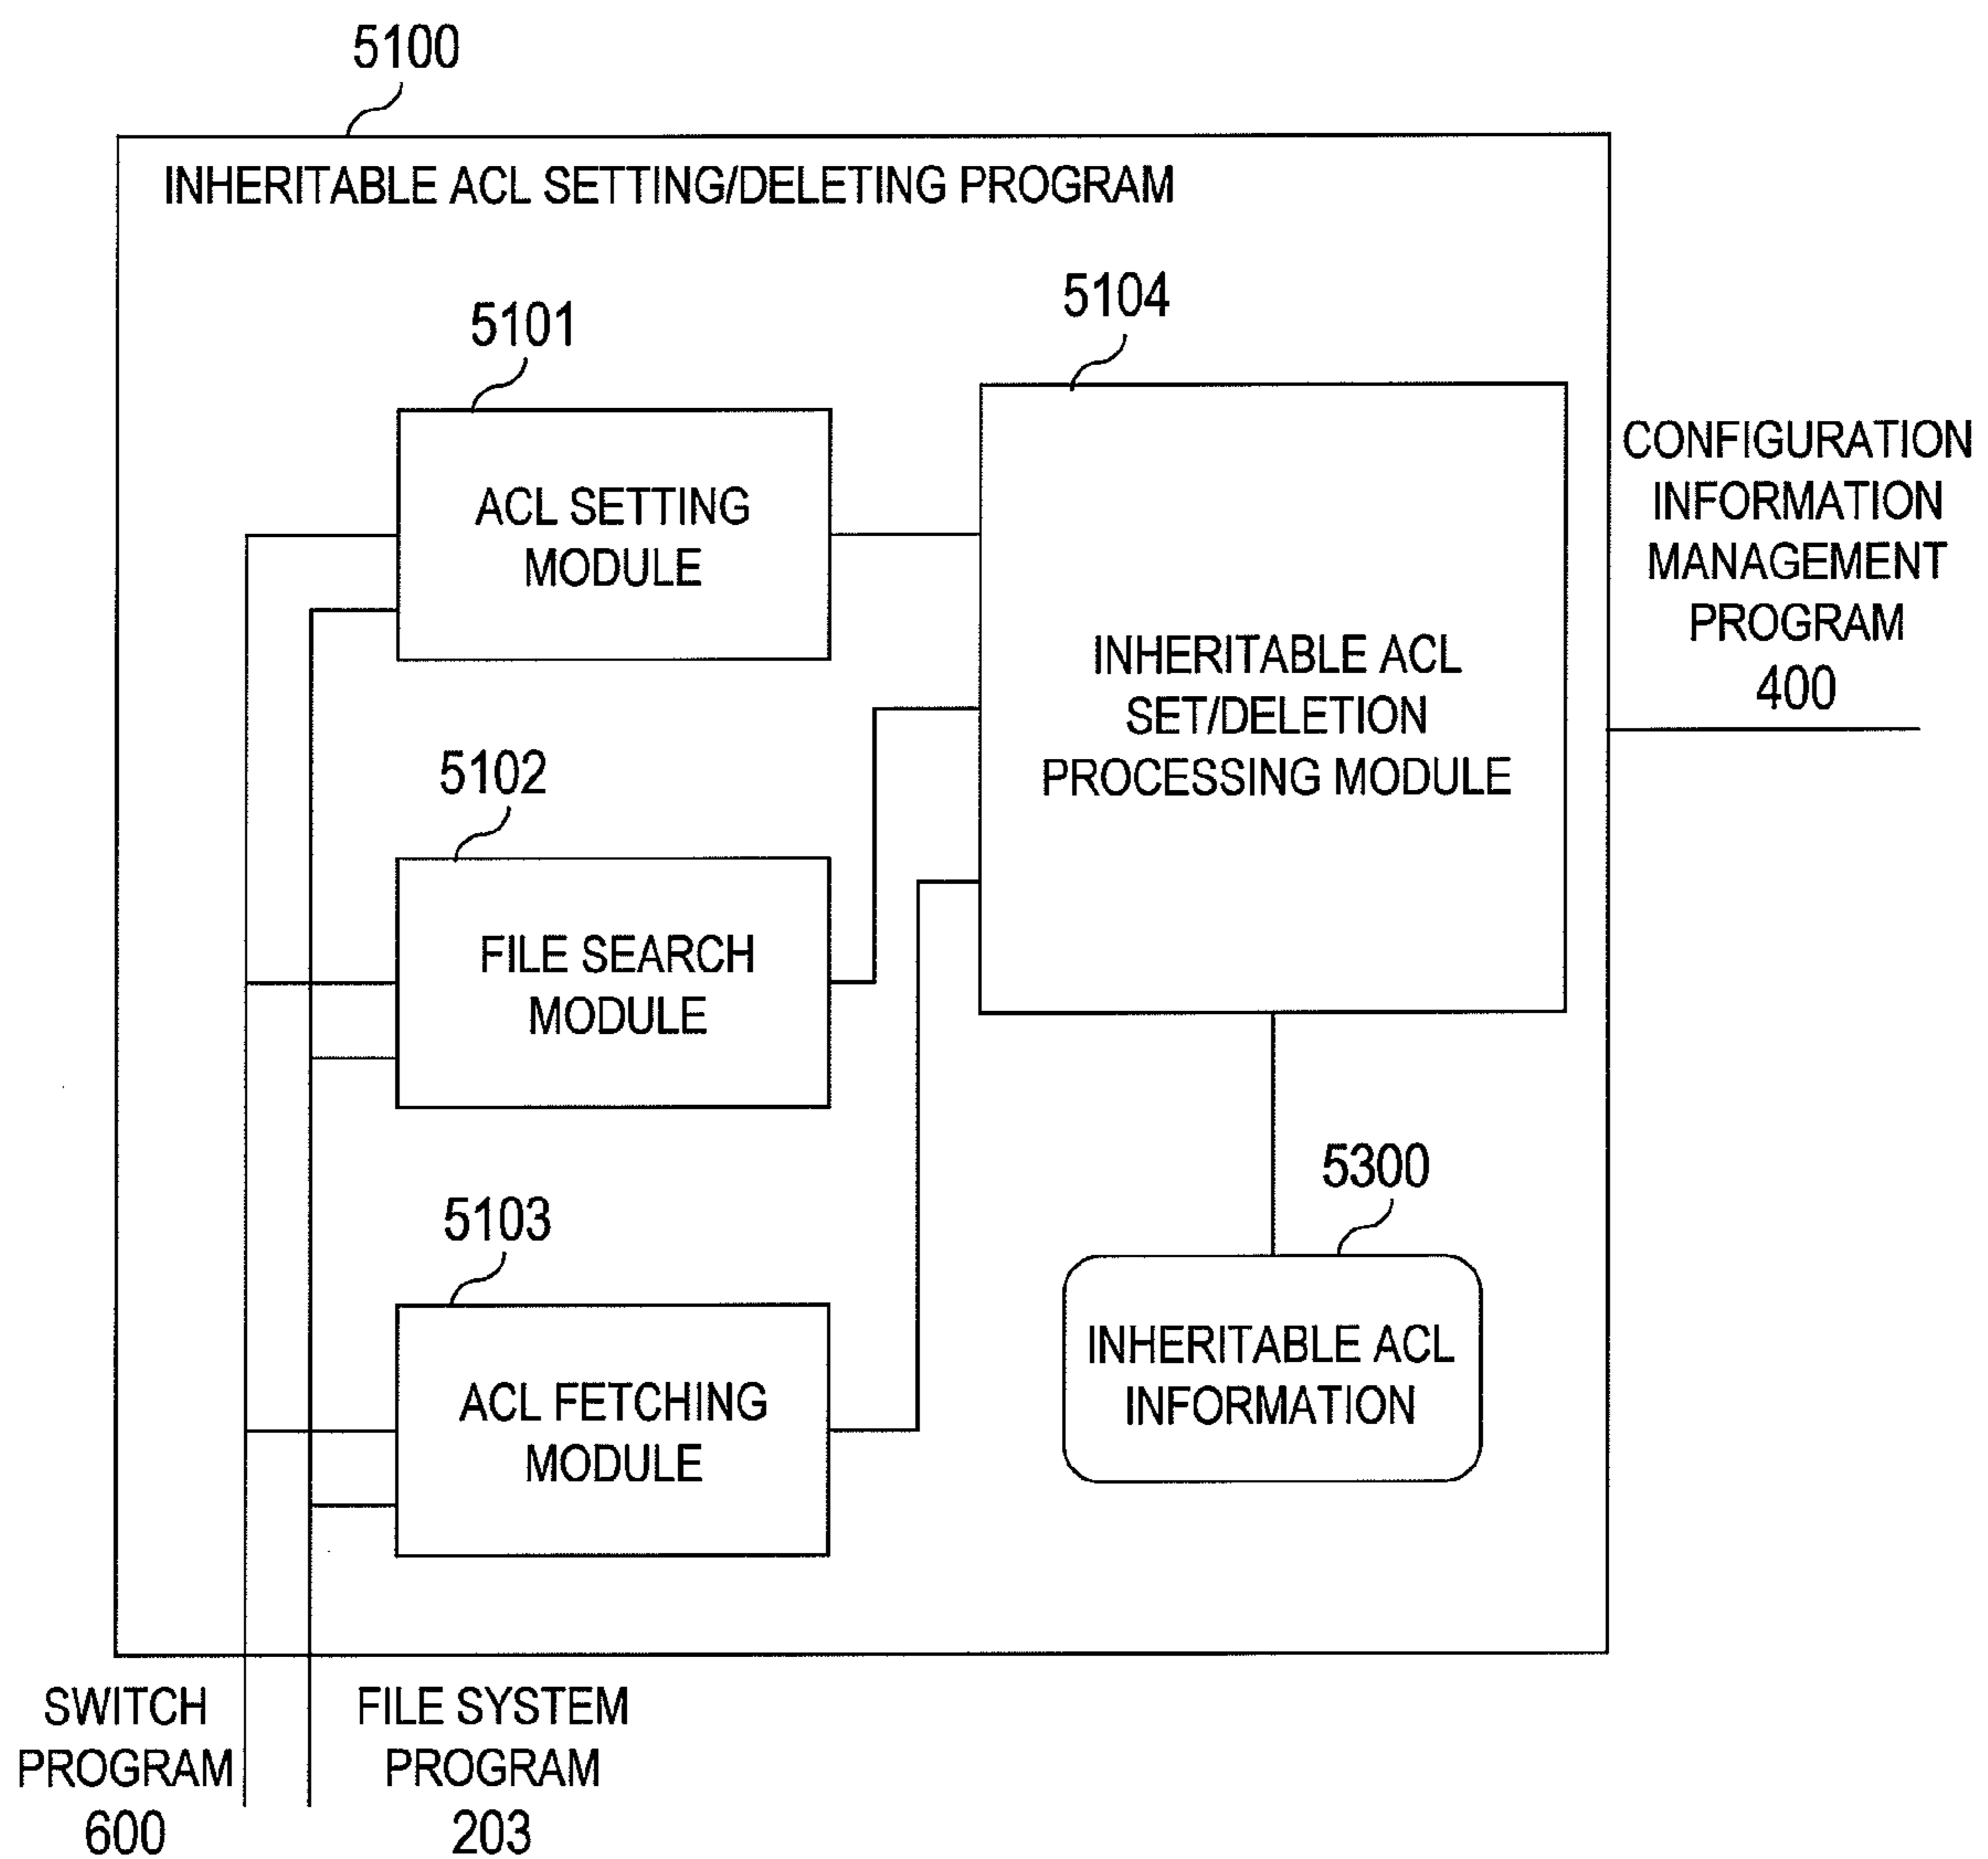 5100
INHERITABLE ACL SETTING/DELETING PROGRAM
5101
ACL SETTING
MODULE
5104
INHERITABLE ACL
SET/DELETION
PROCESSING MODULE
CONFIGURATION
INFORMATION
MANAGEMENT
PROGRAM
400
5102
FILE SEARCH
MODULE
5103
ACL FETCHING
MODULE
5300
INHERITABLE ACL
INFORMATION
SWITCH
PROGRAM
600
FILE SYSTEM
PROGRAM
203